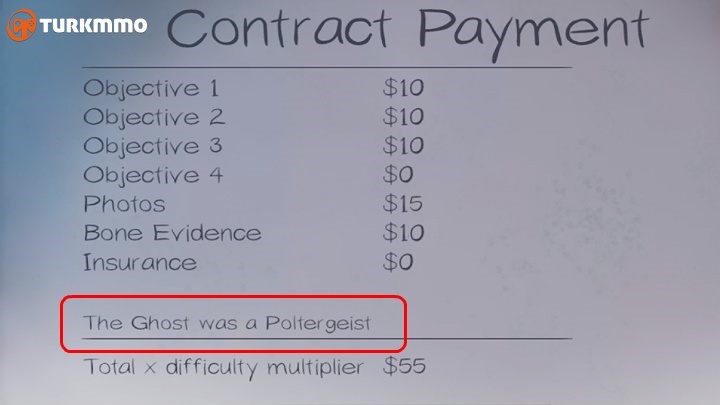 TURKMMO
Contract Payment
Objective 1 $10
Objective 2 $10
Objective 3 $10
Objective 4 $0
Photos $15
Bone Evidence $10
Insurance $0
The Ghost was a Poltergeist
Total x difficulty multiplier $55